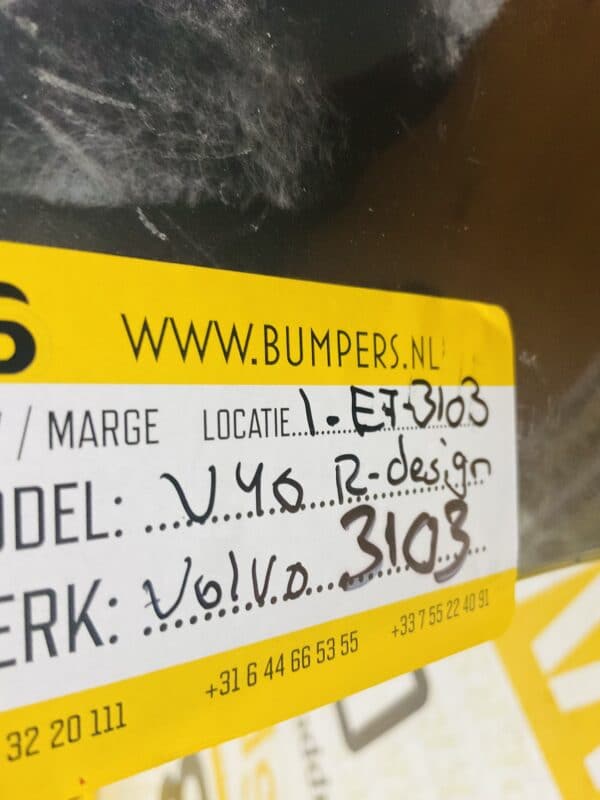 S
WWW.BUMPERS.NL
/ MARGE LOCATIE 1-E7-3103
ODEL: V40 R-design
ERK: Volvo 3103
32 20 111 +31 6 44 66 53 55 +33 7 55 22 40 91